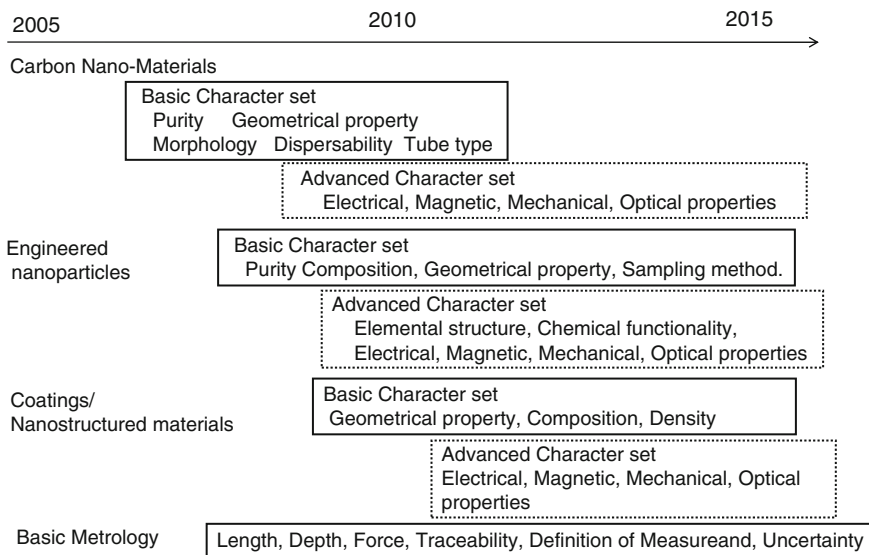 2005 2010 2015
Carbon Nano-Materials
Basic Character set
Purity Geometrical property
Morphology Dispersability Tube type
Advanced Character set
Electrical, Magnetic, Mechanical, Optical properties
Engineered
nanoparticles
Basic Character set
Purity Composition, Geometrical property, Sampling method.
Advanced Character set
Elemental structure, Chemical functionality,
Electrical, Magnetic, Mechanical, Optical properties
Coatings/
Nanostructured materials
Basic Character set
Geometrical property, Composition, Density
Advanced Character set
Electrical, Magnetic, Mechanical, Optical
properties
Basic Metrology
Length, Depth, Force, Traceability, Definition of Measureand, Uncertainty